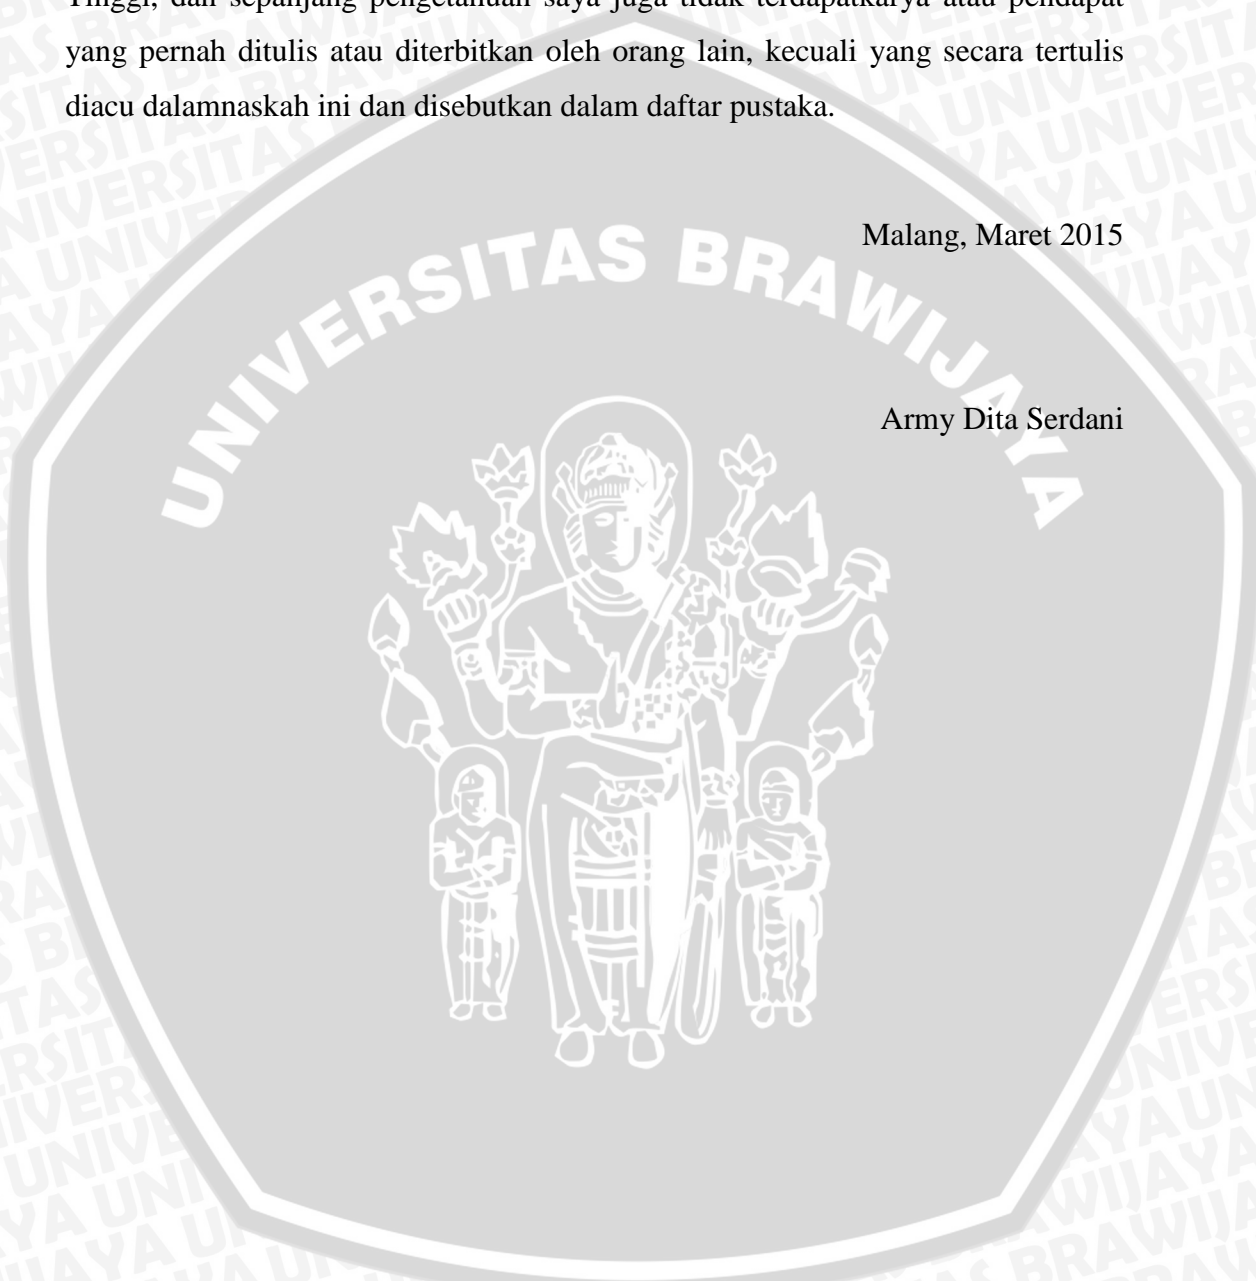 Tinggi, dan sepanjang pengetahuan saya juga tidak terdapatkarya atau pendapat
yang pernah ditulis atau diterbitkan oleh orang lain, kecuali yang secara tertulis
diacu dalamnaskah ini dan disebutkan dalam daftar pustaka.
Malang, Maret 2015
UNIVERSITAS BRAWIJAYA
Army Dita Serdani